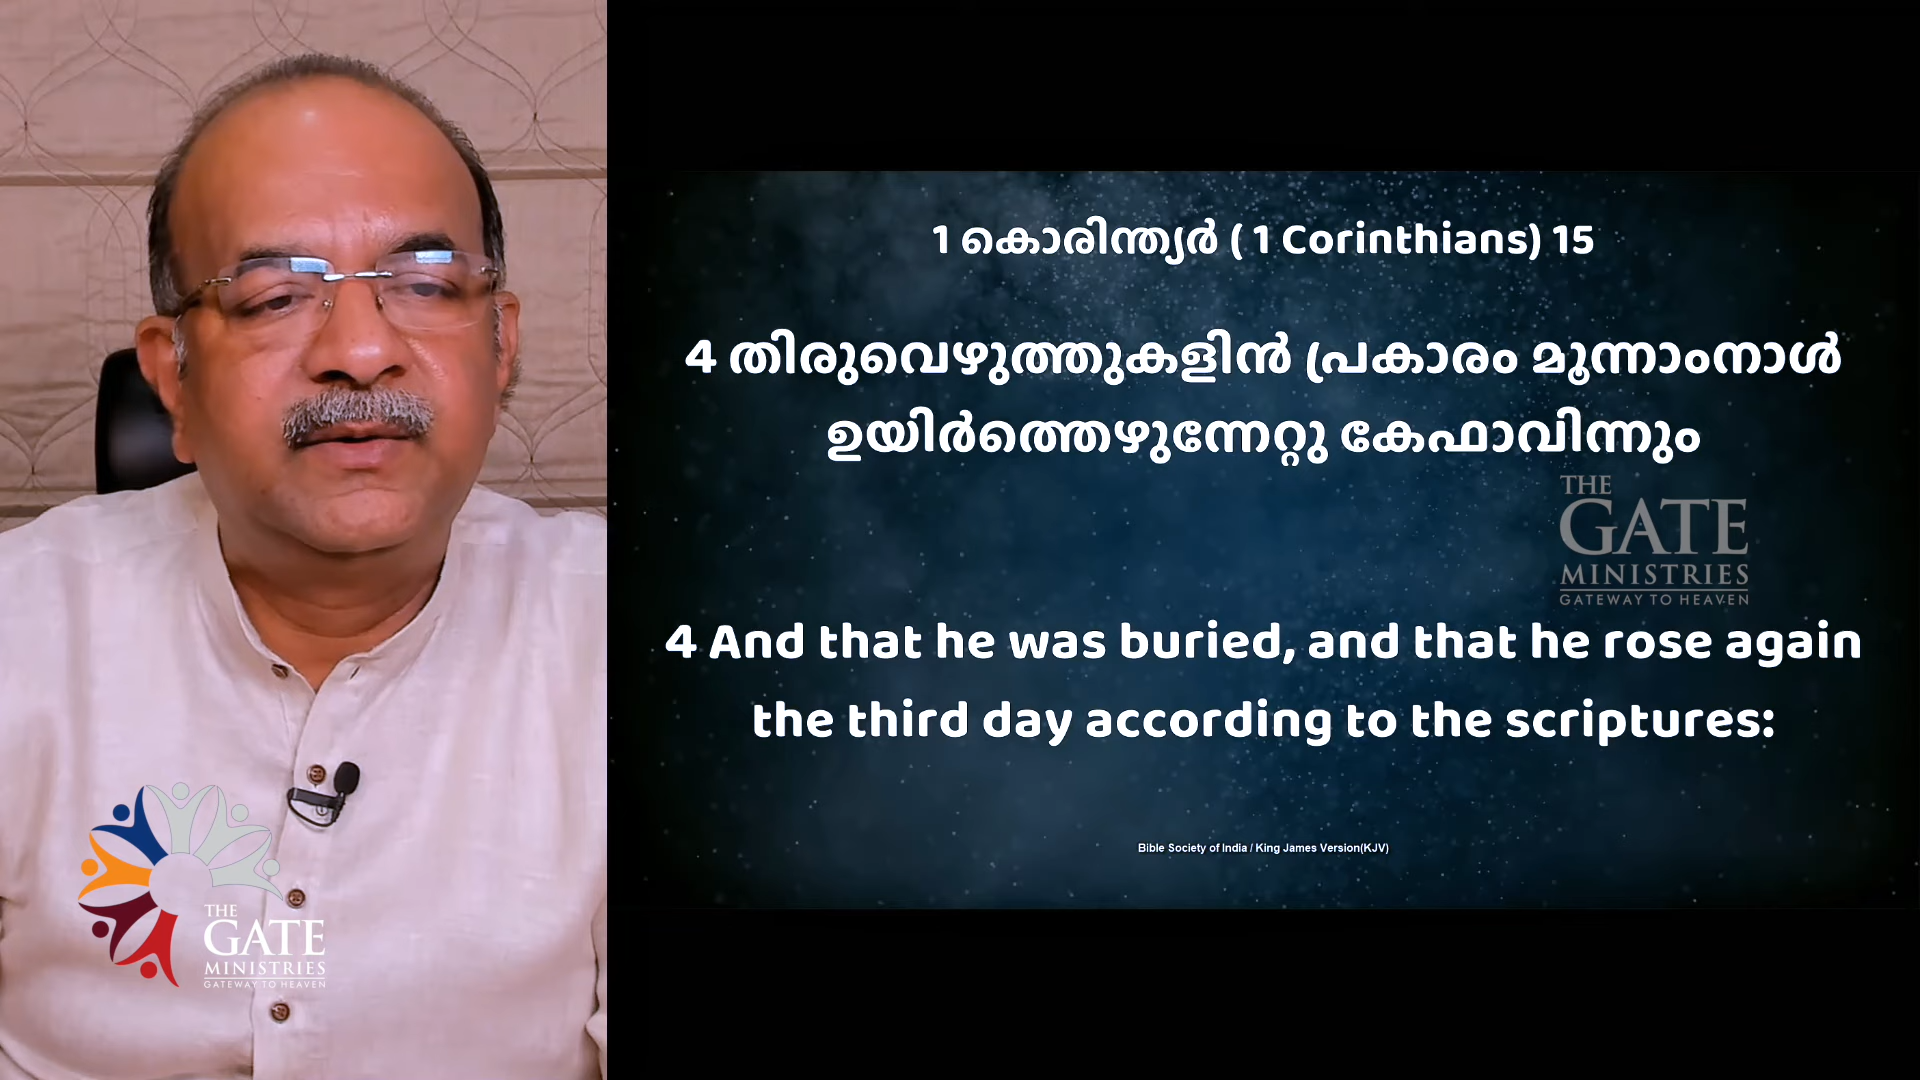 1 കൊരിന്ത്യർ ( 1 Corinthians) 15
4 തിരുവെഴുത്തുകളിൻ പ്രകാരം മൂന്നാംനാൾ
ഉയിർത്തെഴുന്നേറ്റു കേഫാവിന്നും
THE
GATE
MINISTRIES
GATEWAY TO HEAVEN
4 And that he was buried, and that he rose again
the third day according to the scriptures:
Bible Society of India / King James Version(KJV)
THE
GATE
MINISTRIES
GATEWAY TO HEAVEN